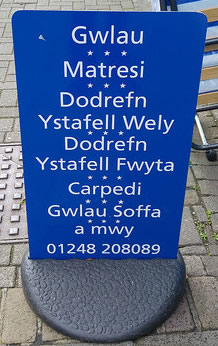 Gwlau
* * *
Matresi
* * *
Dodrefn
Ystafell Wely
* * *
Dodrefn
Ystafell Fwyta
* * *
Carpedi
* * *
Gwlau Soffa
* * *
a mwy
01248 208089